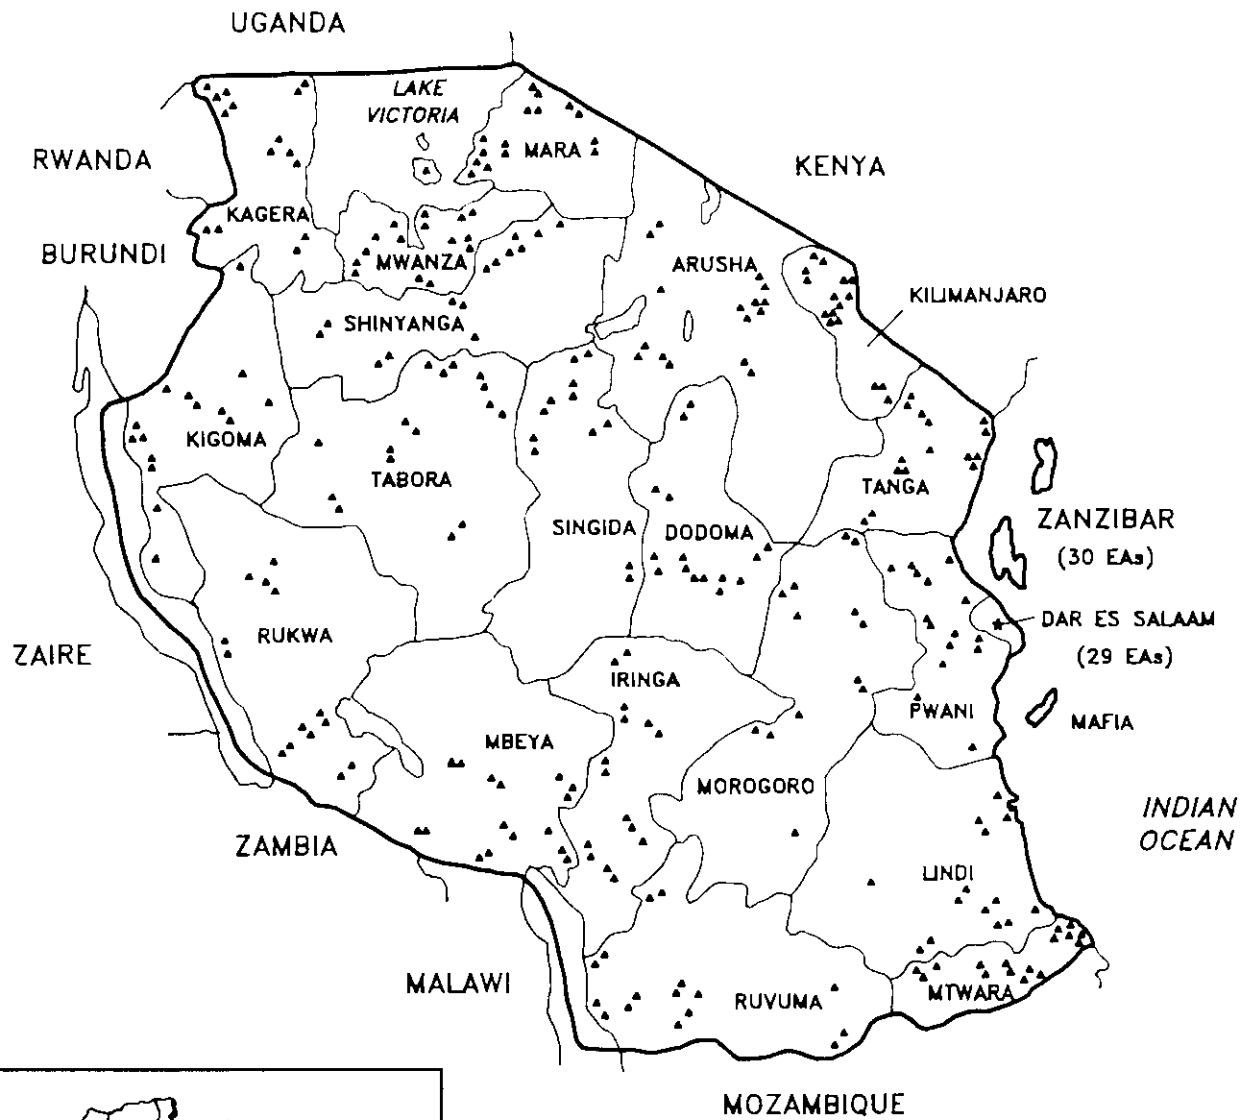 UGANDA
LAKE
VICTORIA
MARA
RWANDA
KENYA
KAGERA
BURUNDI
MWANZA
ARUSHA
KILIMANJARO
SHINYANGA
KIGOMA
TABORA
TANGA
SINGIDA
DODOMA
ZANZIBAR
(30 EAs)
RUKWA
DAR ES SALAAM
(29 EAs)
ZAIRE
IRINGA
PWANI
MAFIA
MBEYA
MOROGORO
INDIAN
OCEAN
ZAMBIA
LINDI
MALAWI
RUVUMA
MTWARA
MOZAMBIQUE